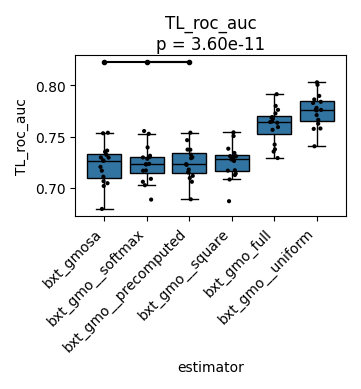 TL_roc_auc
p = 3.60e-11
TL_roc_auc
0.80
0.75
0.70
bxt_gmosa
bxt_gmo__softmax
bxt_gmo__precomputed
bxt_gmo__square
bxt_gmo_full
bxt_gmo__uniform
estimator